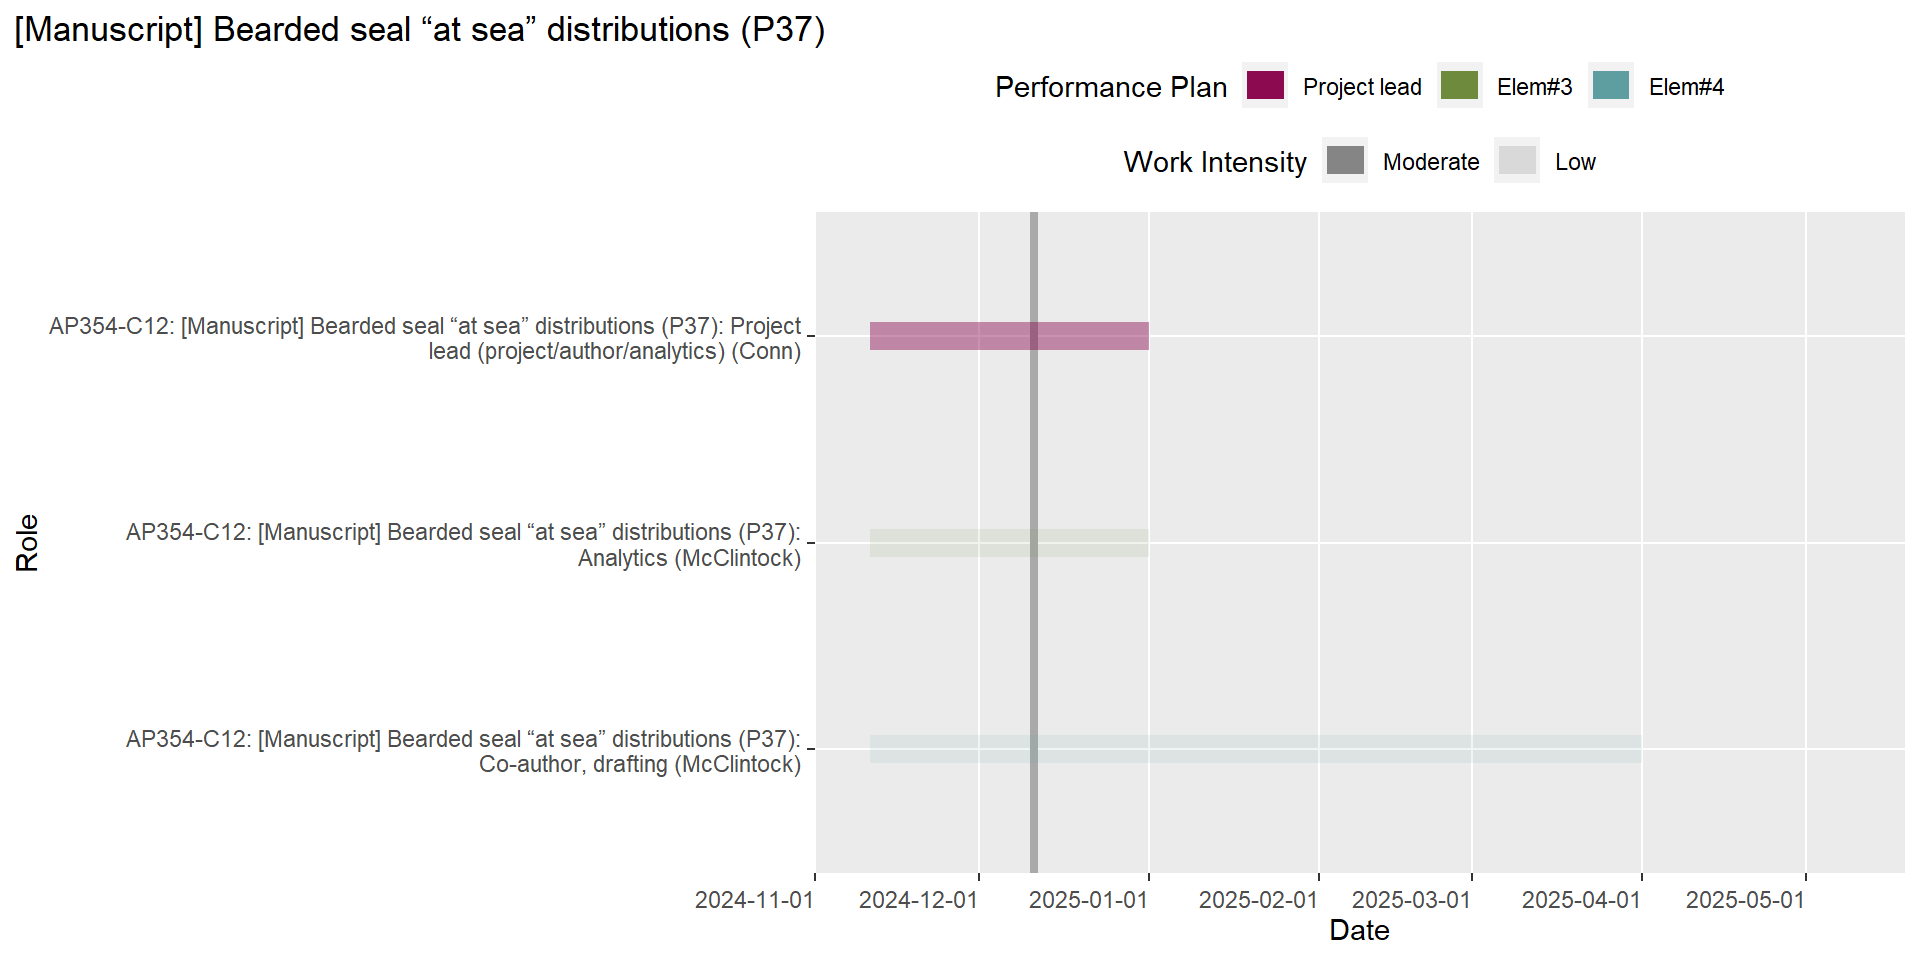 [Manuscript] Bearded seal “at sea” distributions (P37)
Performance Plan Project lead Elem#3 Elem#4
Work Intensity Moderate Low
AP354-C12: [Manuscript] Bearded seal “at sea” distributions (P37): Project
lead (project/author/analytics) (Conn)
AP354-C12: [Manuscript] Bearded seal “at sea” distributions (P37):
Analytics (McClintock)
AP354-C12: [Manuscript] Bearded seal “at sea” distributions (P37):
Co-author, drafting (McClintock)
Role
2024-11-01 2024-12-01 2025-01-01 2025-02-01 2025-03-01 2025-04-01 2025-05-01
Date